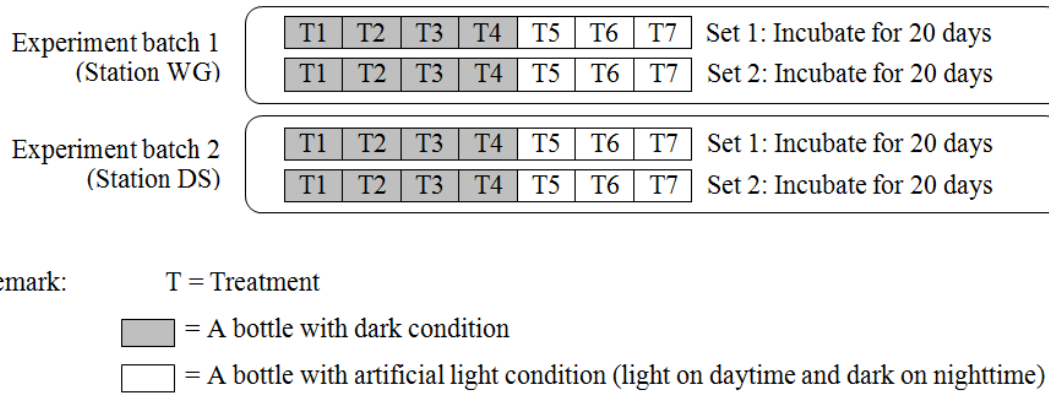 Experiment batch 1
(Station WG)
T1 T2 T3 T4 T5 T6 T7 Set 1: Incubate for 20 days
T1 T2 T3 T4 T5 T6 T7 Set 2: Incubate for 20 days
Experiment batch 2
(Station DS)
T1 T2 T3 T4 T5 T6 T7 Set 1: Incubate for 20 days
T1 T2 T3 T4 T5 T6 T7 Set 2: Incubate for 20 days
emark: T = Treatment
= A bottle with dark condition
= A bottle with artificial light condition (light on daytime and dark on nighttime)